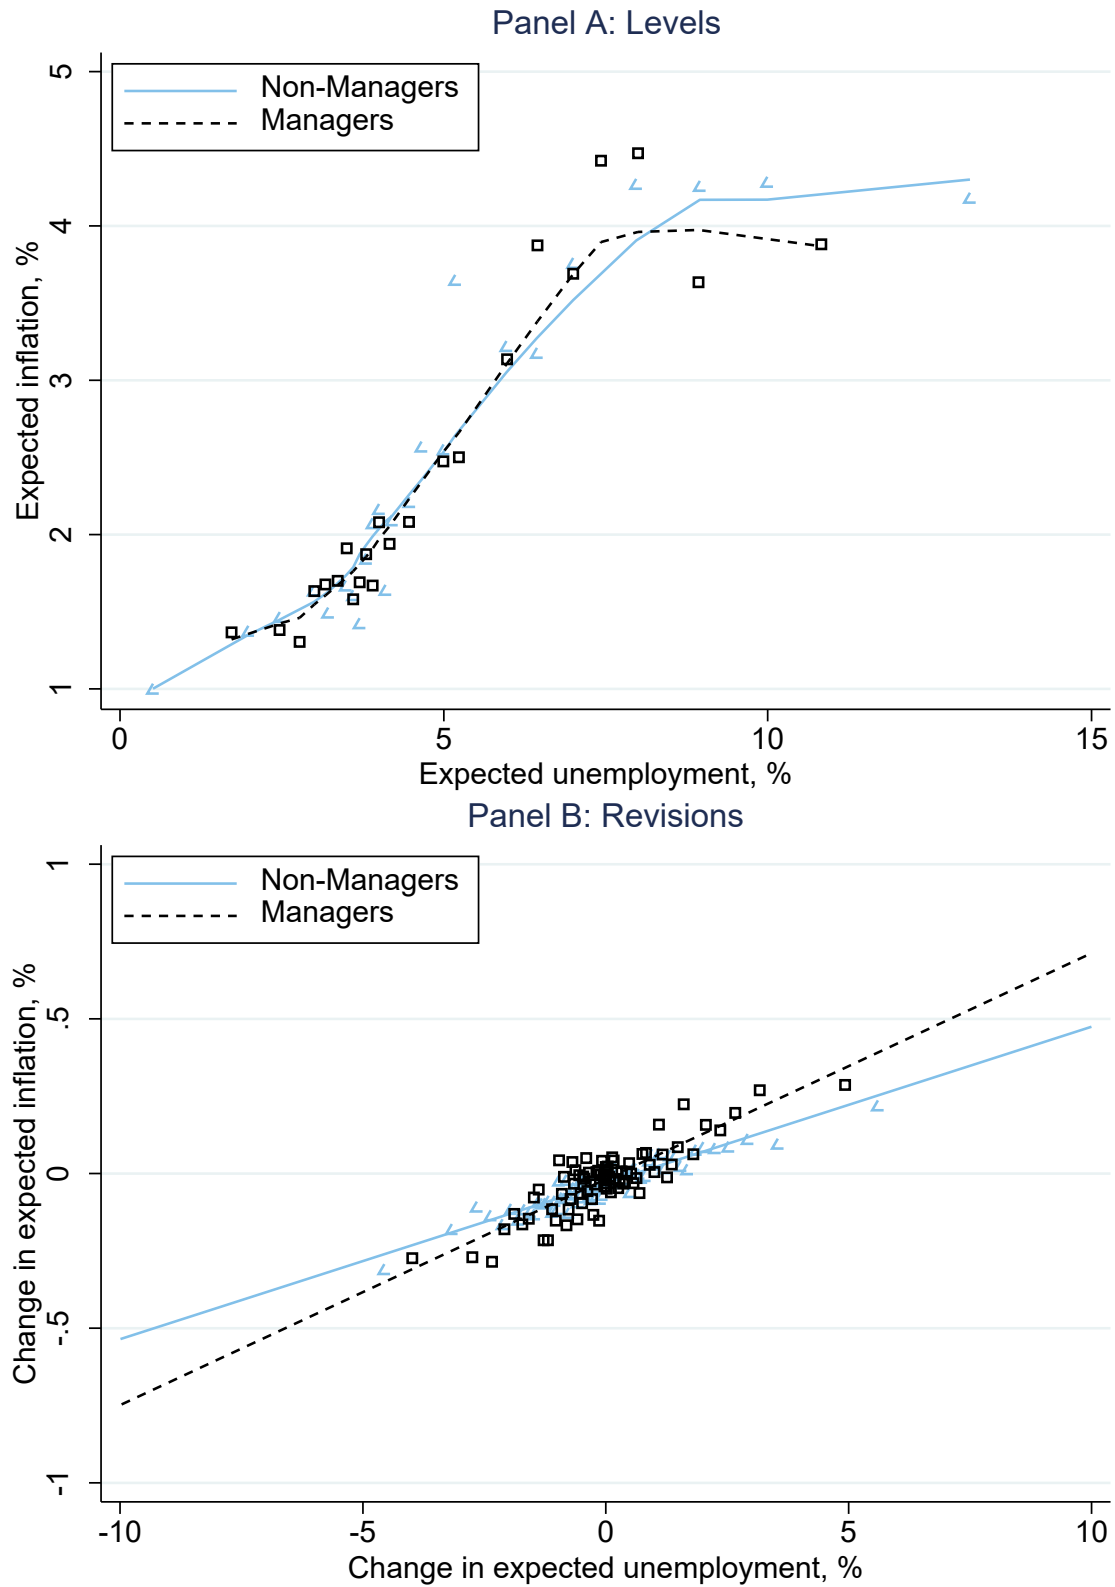 Panel A: Levels
Non-Managers
Managers
Expected inflation, %
5
4
3
2
1
0
5
10
15
Expected unemployment, %
Panel B: Revisions
Non-Managers
Managers
Change in expected inflation, %
1
.5
0
-.5
-1
-10
-5
0
5
10
Change in expected unemployment, %